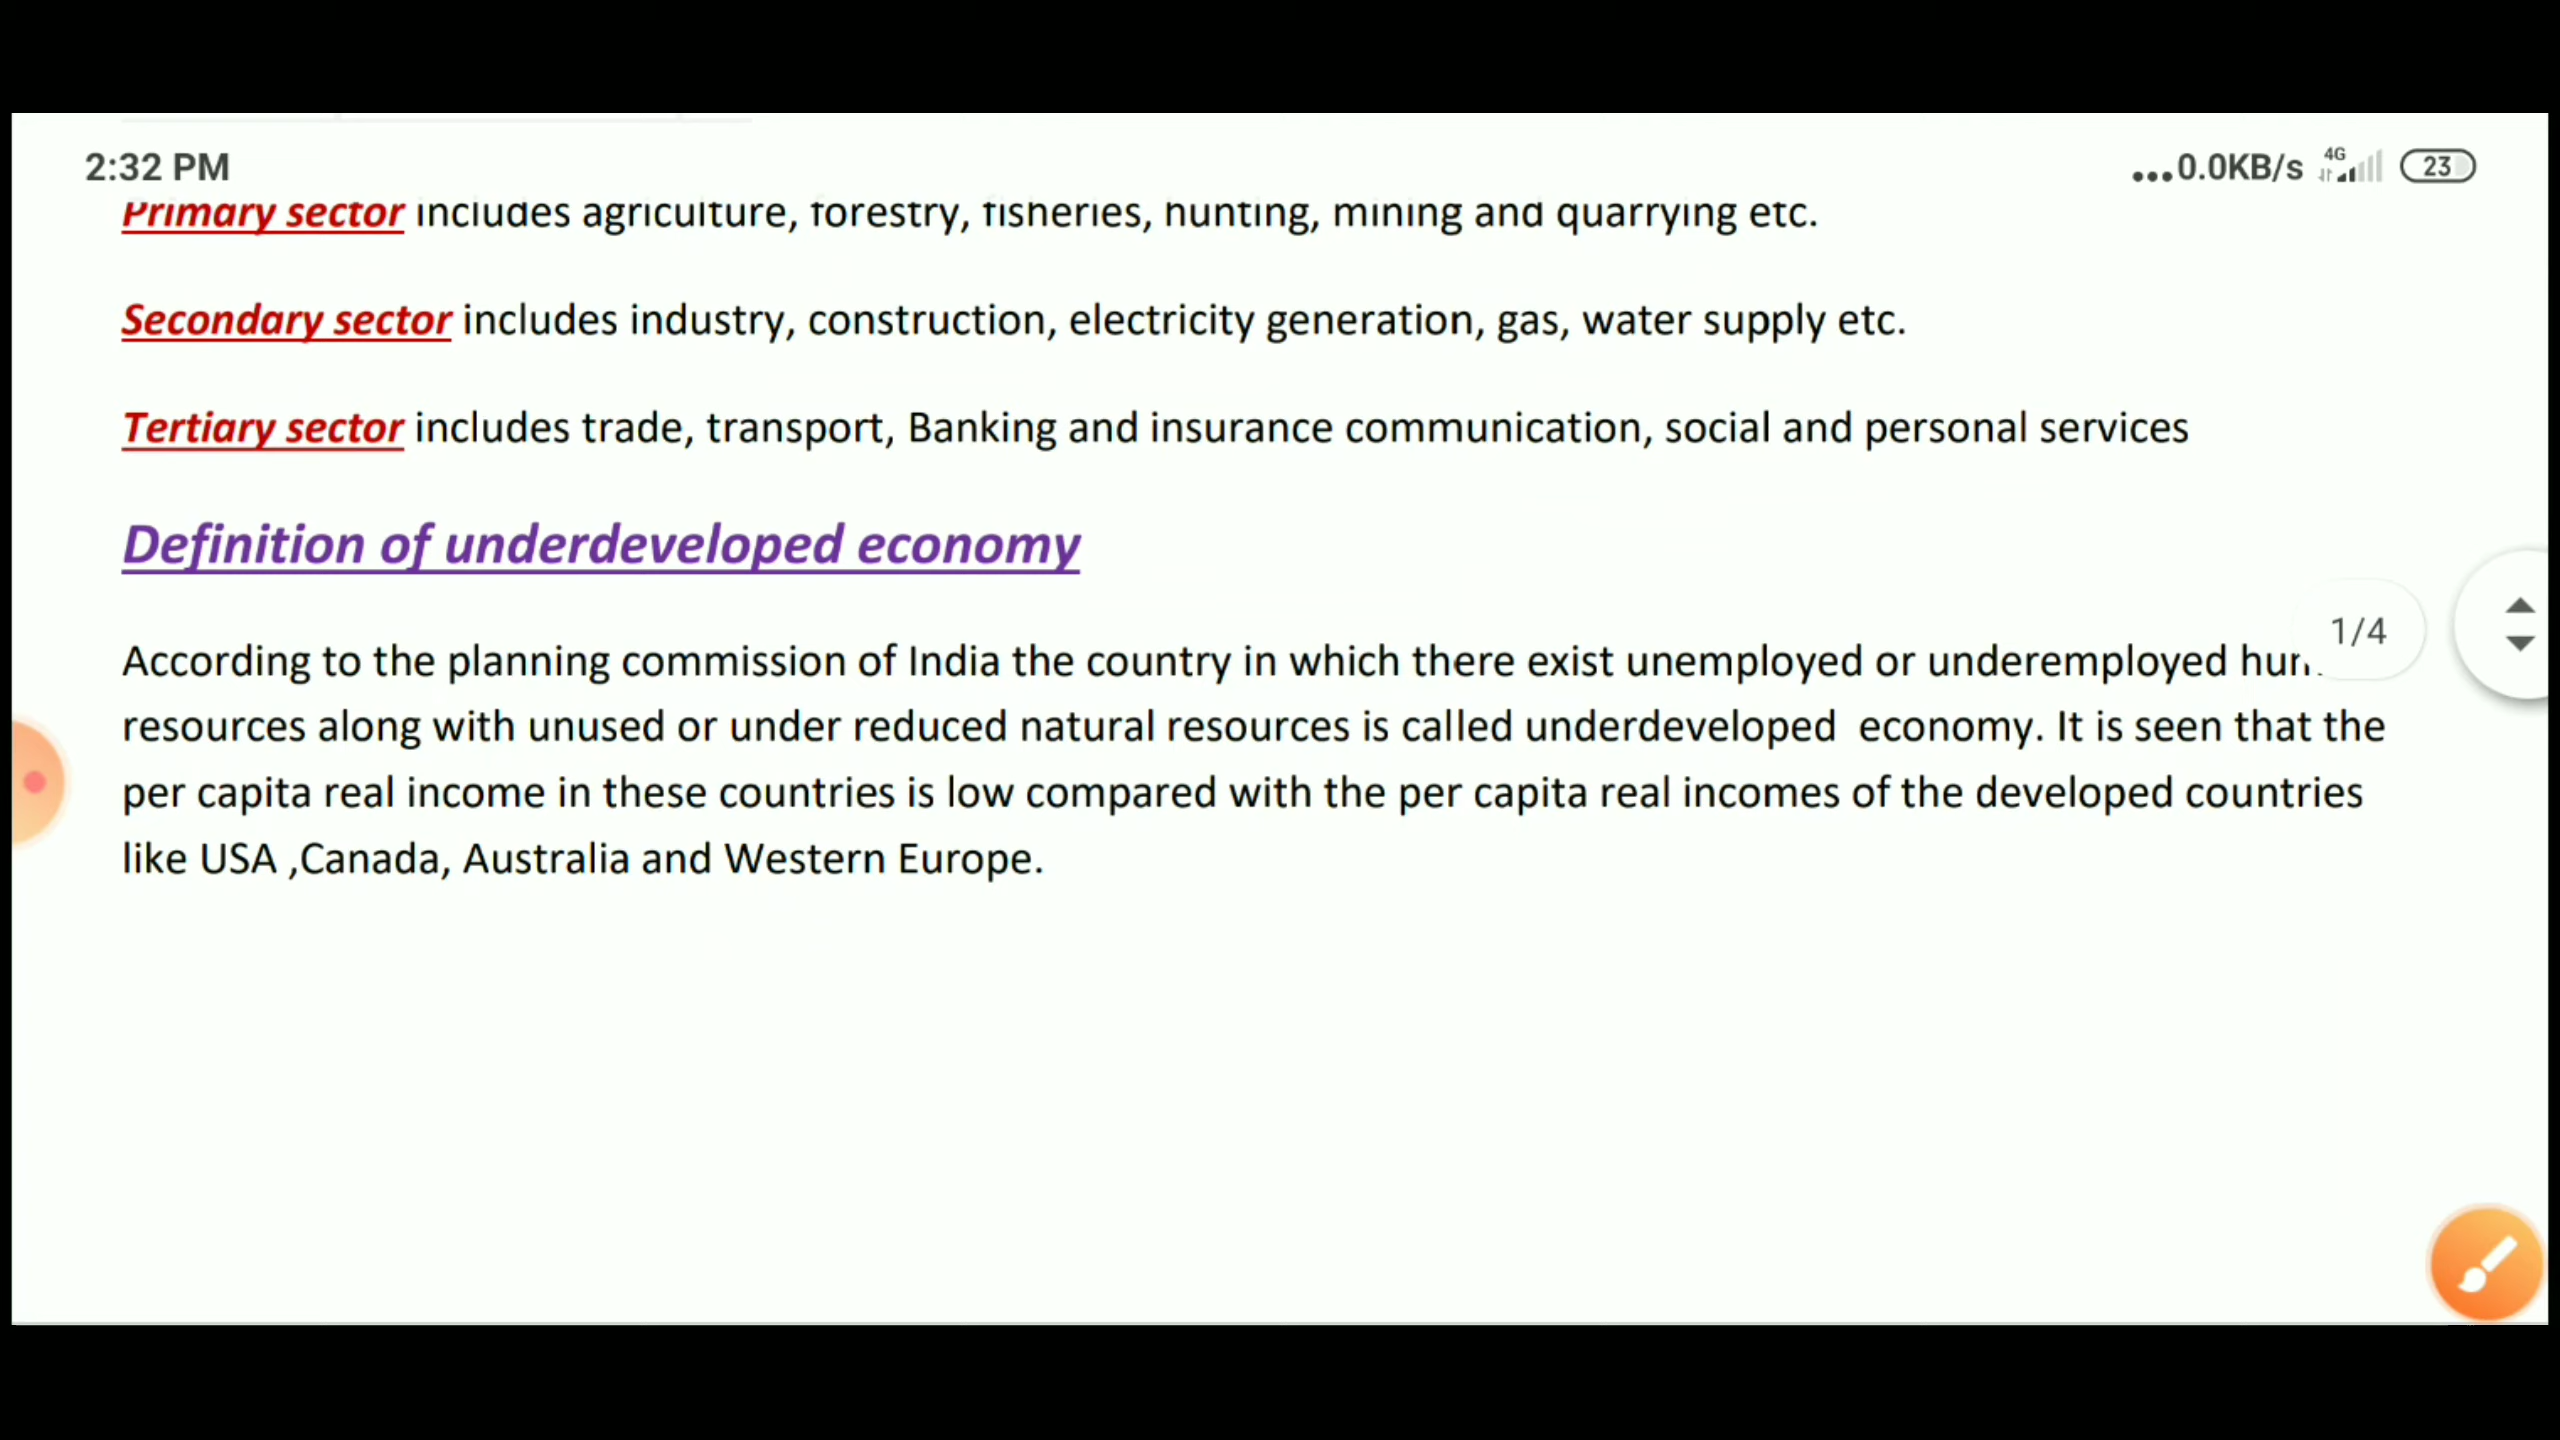 2:32 PM
...0.0KB/s 4G 23
Primary sector includes agriculture, forestry, fisheries, hunting, mining and quarrying etc.
Secondary sector includes industry, construction, electricity generation, gas, water supply etc.
Tertiary sector includes trade, transport, Banking and insurance communication, social and personal services
Definition of underdeveloped economy
1/4
According to the planning commission of India the country in which there exist unemployed or underemployed
resources along with unused or under reduced natural resources is called underdeveloped economy. It is seen that the
per capita real income in these countries is low compared with the per capita real incomes of the developed countries
like USA ,Canada, Australia and Western Europe.